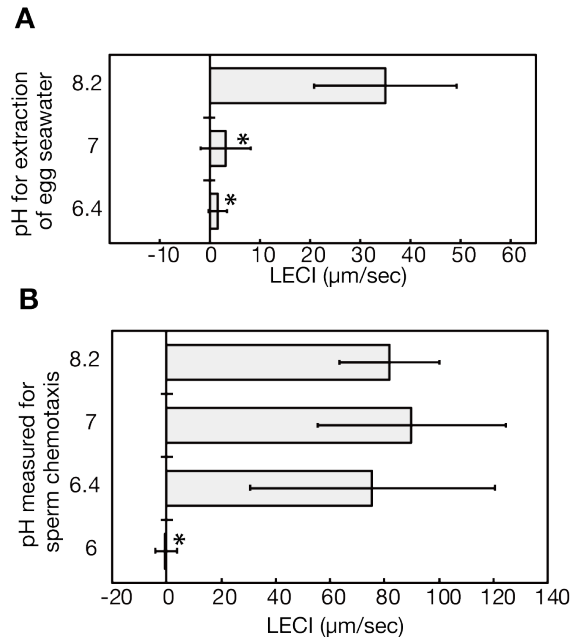 A
pH for extraction
of egg seawater
8.2
*
7
*
6.4
-10 0 10 20 30 40 50 60
LECI (µm/sec)
B
pH measured for
sperm chemotaxis
8.2
7
6.4
*
6
-20 0 20 40 60 80 100 120 140
LECI (µm/sec)